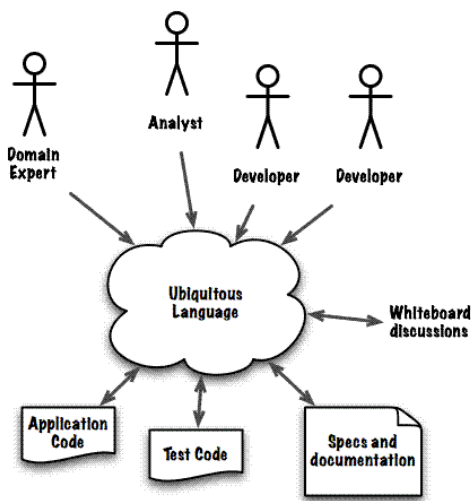 Analyst
Domain
Expert
Developer
Developer
Ubiquitous
Language
Whiteboard
discussions
Application
Code
Test Code
Specs and
documentation